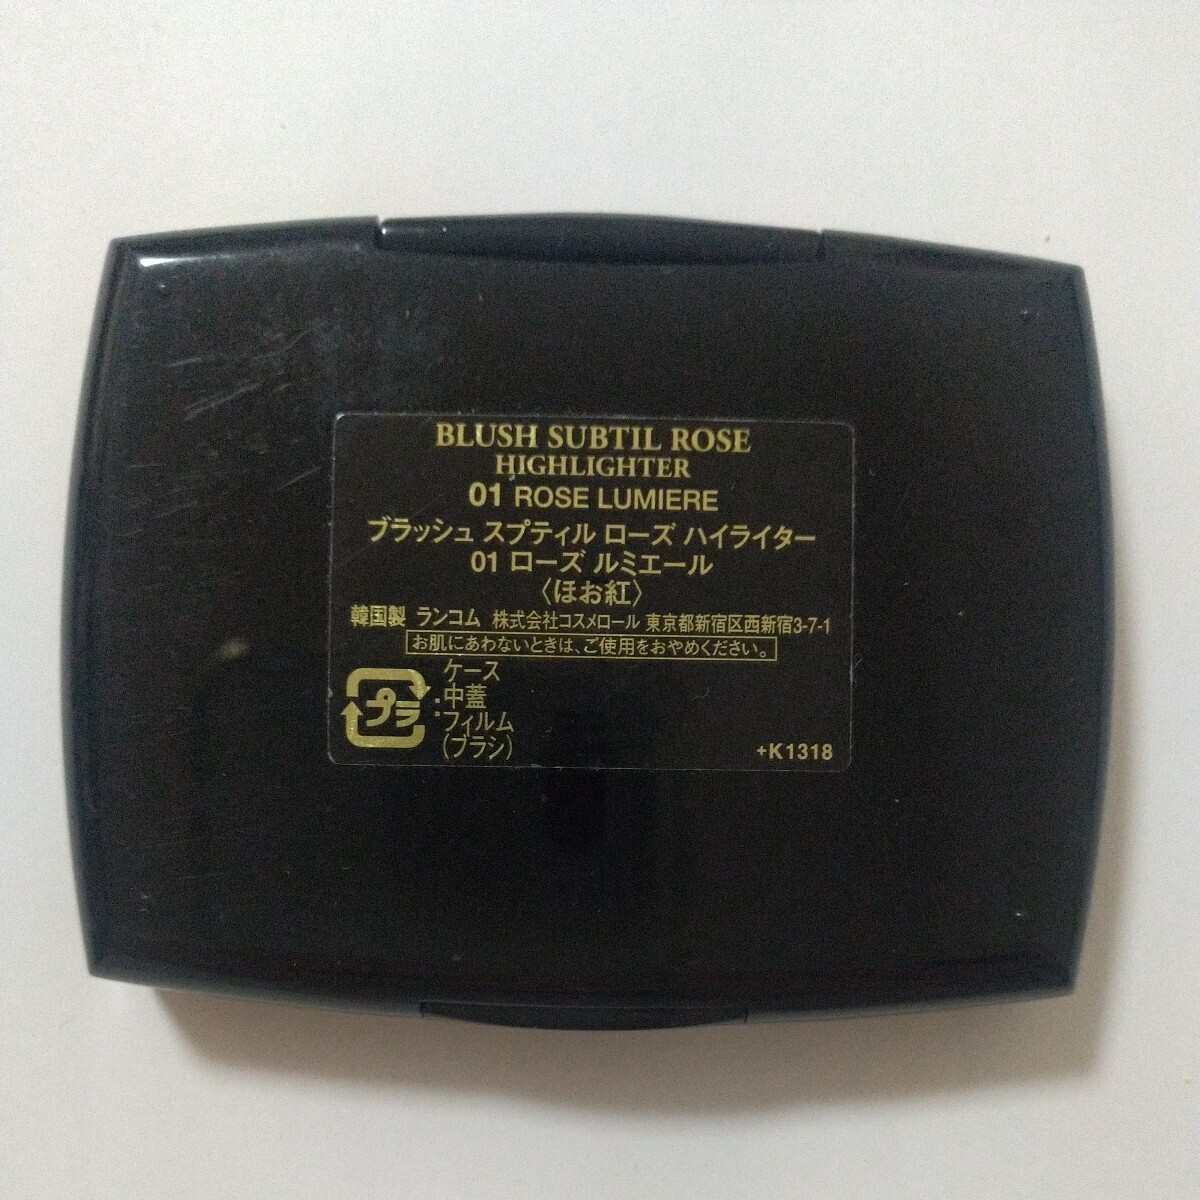 BLUSH SUBTIL ROSE
HIGHLIGHTER
01 ROSE LUMIERE
ブラッシュ スプティル ローズ ハイライター
01 ローズ ルミエール
〈ほお紅〉
韓国製 ランコム 株式会社コスメロール 東京都新宿区西新宿3-7-1
お肌にあわないときは、ご使用をおやめください。
プラ
: ケース
: 中蓋
: フィルム
(ブラシ)
+K1318